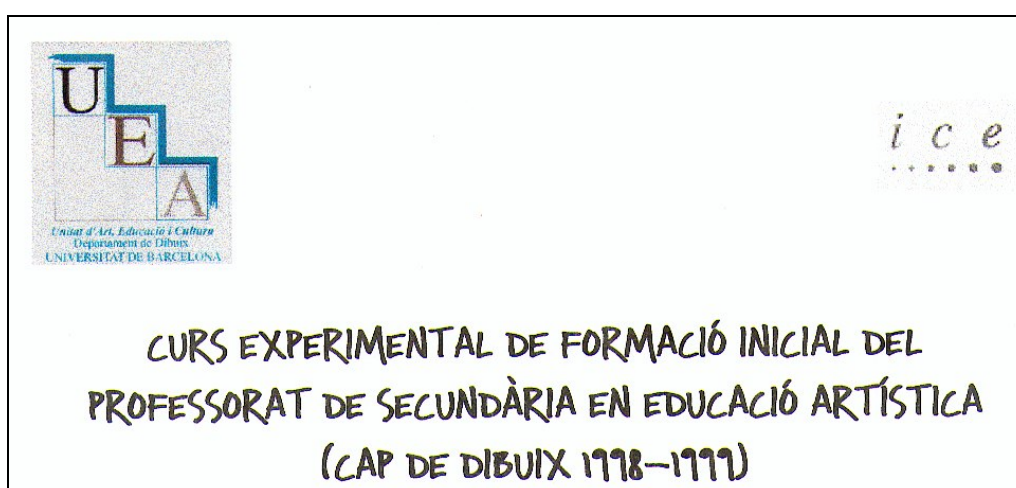 U
E
A
Unitat d'Art, Educació i Cultura
Departament de Dibuix
UNIVERSITAT DE BARCELONA
i c e
CURS EXPERIMENTAL DE FORMACIÓ INICIAL DEL
PROFESSORAT DE SECUNDÀRIA EN EDUCACIÓ ARTÍSTICA
(CAP DE DIBUIX 1998–1999)